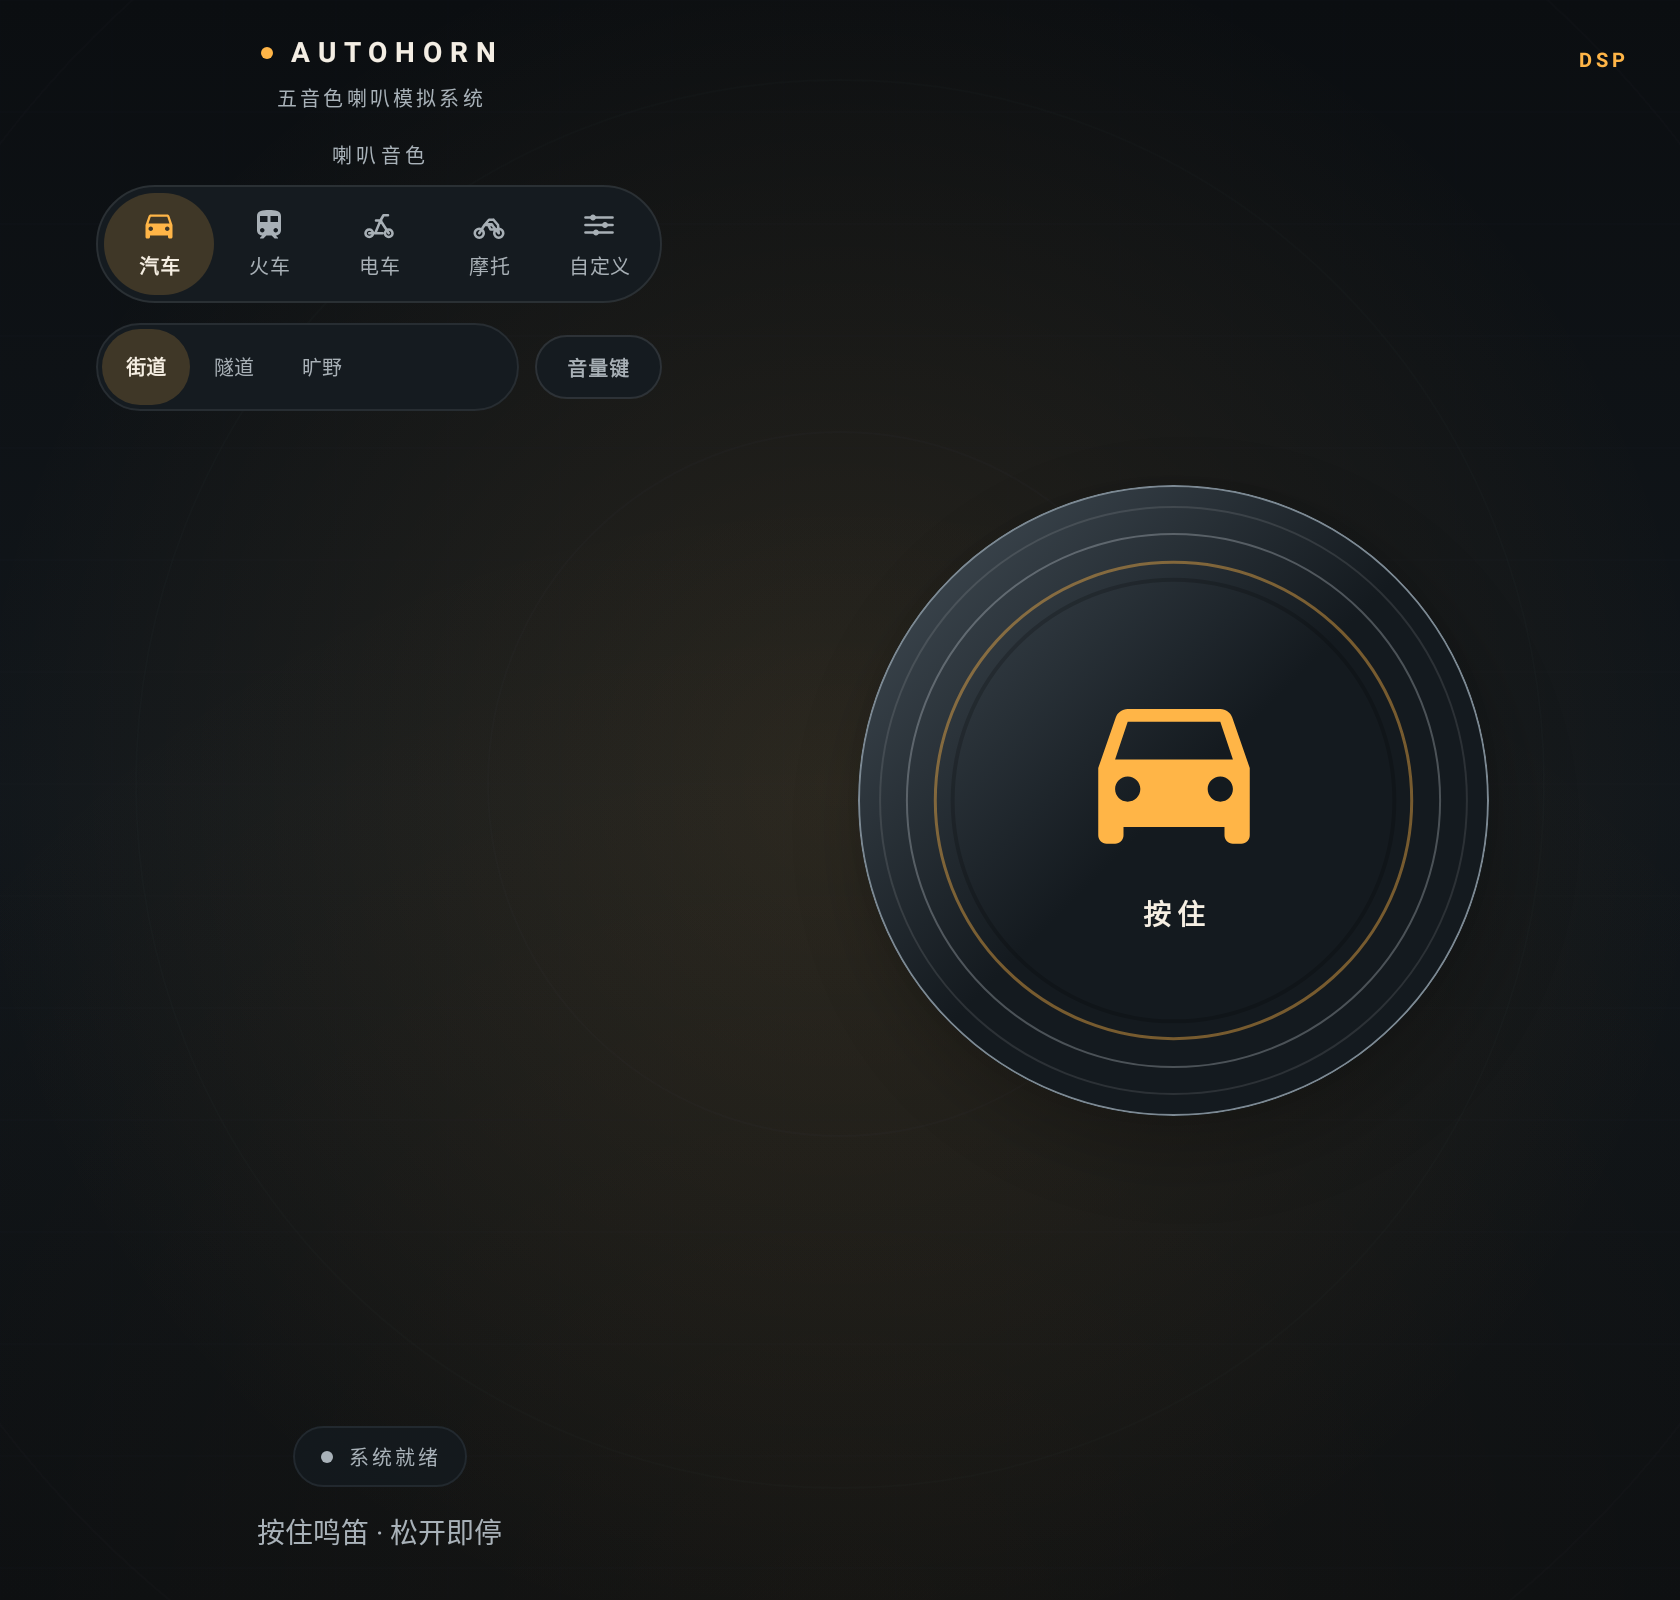 AUTOHORN
DSP
五音色喇叭模拟系统
喇叭音色
汽车 火车 电车 摩托 自定义
街道 隧道 旷野 音量键
按住
系统就绪
按住鸣笛 · 松开即停